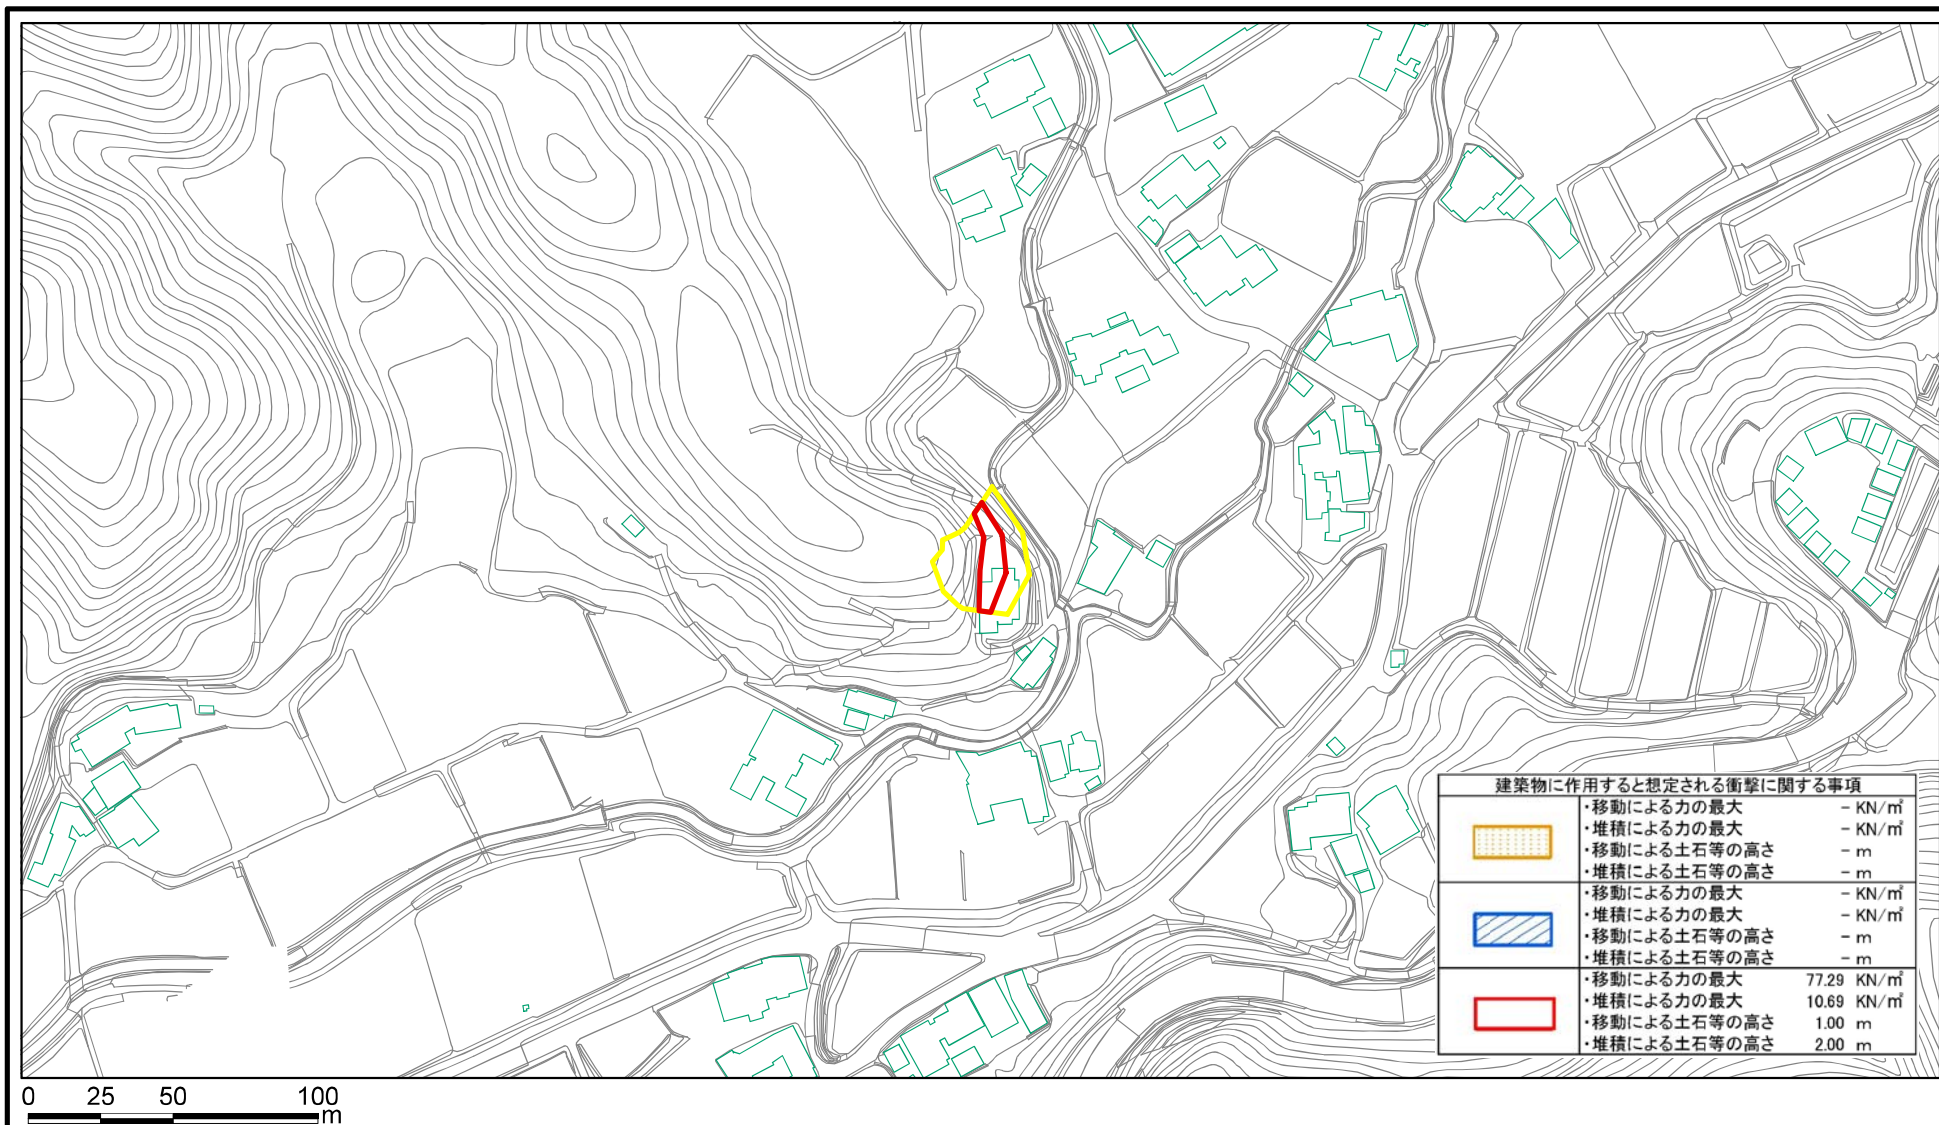 建築物に作用すると想定される衝撃に関する事項
・移動による力の最大 - KN/㎡
・堆積による力の最大 - KN/㎡
・移動による土石等の高さ - m
・堆積による土石等の高さ - m
・移動による力の最大 - KN/㎡
・堆積による力の最大 - KN/㎡
・移動による土石等の高さ - m
・堆積による土石等の高さ - m
・移動による力の最大 77.29 KN/㎡
・堆積による力の最大 10.69 KN/㎡
・移動による土石等の高さ 1.00 m
・堆積による土石等の高さ 2.00 m
0 25 50 100
m